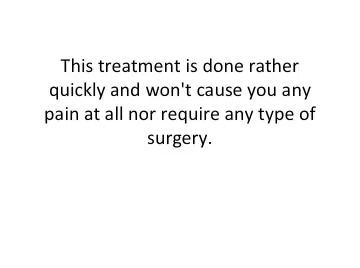 This treatment is done rather
quickly and won't cause you any
pain at all nor require any type of
surgery.